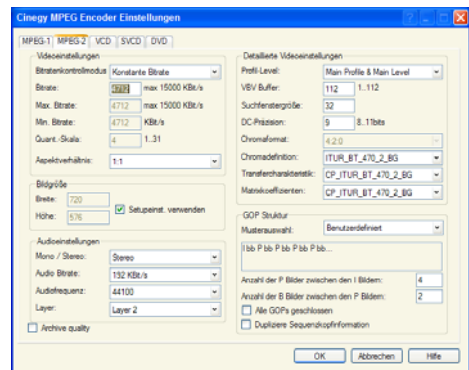 Cinegy MPEG Encoder Einstellungen
MPEG-1 MPEG-2 VCD SVCD DVD
Videoeinstellungen
Bitratenkontrollmodus Konstante Bitrate
Bitrate: 4712 max 15000 KBit/s
Max. Bitrate: 4712 max 15000 KBit/s
Min. Bitrate: 4712 KBit/s
Quant.-Skala: 4 1..31
Aspektverhältnis: 1:1
Bildgröße
Breite: 720
Höhe: 576
Setupeinst. verwenden
Audioeinstellungen
Mono / Stereo: Stereo
Audio Bitrate: 192 KBit/s
Audiofrequenz: 44100
Layer: Layer 2
Archive quality
Detaillierte Videoeinstellungen
Profil-Level: Main Profile & Main Level
VBV Buffer: 112 1..112
Suchfenstergröße: 32
DC-Präzision: 9 8..11bits
Chromaformat: 4:2:0
Chromadefinition: ITUR_BT_470_2_BG
Transfercharakteristik: CP_ITUR_BT_470_2_BG
Matrixkoeffizienten: CP_ITUR_BT_470_2_BG
GOP Struktur
Musterauswahl: Benutzerdefiniert
I bb P bb P bb P bb P bb...
Anzahl der P Bilder zwischen den I Bildern: 4
Anzahl der B Bilder zwischen den P Bildern: 2
Alle GOPs geschlossen
Dupliziere Sequenzkopfinformation
OK Abbrechen Hilfe